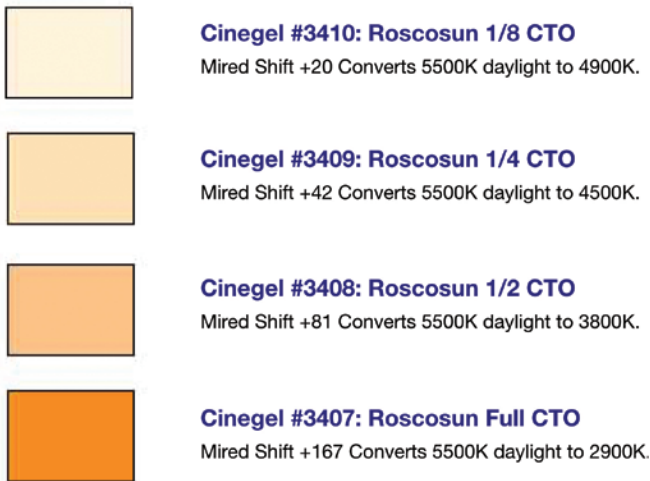 Cinegel #3410: Roscosun 1/8 CTO
Mired Shift +20 Converts 5500K daylight to 4900K.
Cinegel #3409: Roscosun 1/4 CTO
Mired Shift +42 Converts 5500K daylight to 4500K.
Cinegel #3408: Roscosun 1/2 CTO
Mired Shift +81 Converts 5500K daylight to 3800K.
Cinegel #3407: Roscosun Full CTO
Mired Shift +167 Converts 5500K daylight to 2900K.